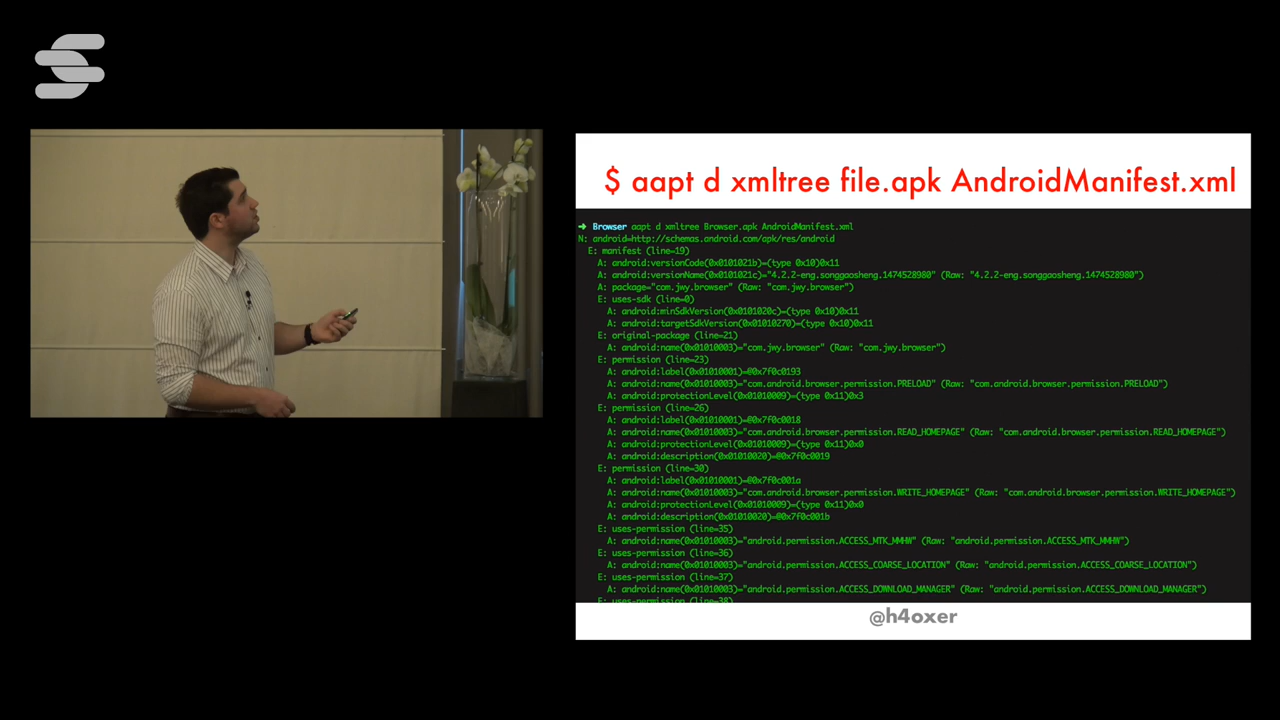 $ aapt d xmltree file.apk AndroidManifest.xml
➜ Browser aapt d xmltree Browser.apk AndroidManifest.xml
N: android=http://schemas.android.com/apk/res/android
E: manifest (line=19)
A: android:versionCode(0x0101021b)=(type 0x10)0x11
A: android:versionName(0x0101021c)="4.2.2-eng.songgaosheng.1474528980" (Raw: "4.2.2-eng.songgaosheng.1474528980")
A: package="com.jwy.browser" (Raw: "com.jwy.browser")
E: uses-sdk (line=0)
A: android:minSdkVersion(0x0101020c)=(type 0x10)0x11
A: android:targetSdkVersion(0x01010270)=(type 0x10)0x11
E: original-package (line=21)
A: android:name(0x01010003)="com.jwy.browser" (Raw: "com.jwy.browser")
E: permission (line=23)
A: android:label(0x01010001)=@0x7f0c0193
A: android:name(0x01010003)="com.android.browser.permission.PRELOAD" (Raw: "com.android.browser.permission.PRELOAD")
A: android:protectionLevel(0x01010009)=(type 0x11)0x3
E: permission (line=26)
A: android:label(0x01010001)=@0x7f0c0018
A: android:name(0x01010003)="com.android.browser.permission.READ_HOMEPAGE" (Raw: "com.android.browser.permission.READ_HOMEPAGE")
A: android:protectionLevel(0x01010009)=(type 0x11)0x0
A: android:description(0x01010020)=@0x7f0c0019
E: permission (line=30)
A: android:label(0x01010001)=@0x7f0c001a
A: android:name(0x01010003)="com.android.browser.permission.WRITE_HOMEPAGE" (Raw: "com.android.browser.permission.WRITE_HOMEPAGE")
A: android:protectionLevel(0x01010009)=(type 0x11)0x0
A: android:description(0x01010020)=@0x7f0c001b
E: uses-permission (line=35)
A: android:name(0x01010003)="android.permission.ACCESS_MTK_MMHW" (Raw: "android.permission.ACCESS_MTK_MMHW")
E: uses-permission (line=36)
A: android:name(0x01010003)="android.permission.ACCESS_COARSE_LOCATION" (Raw: "android.permission.ACCESS_COARSE_LOCATION")
E: uses-permission (line=37)
A: android:name(0x01010003)="android.permission.ACCESS_DOWNLOAD_MANAGER" (Raw: "android.permission.ACCESS_DOWNLOAD_MANAGER")
E: uses-permission (line=38)
@h4oxer